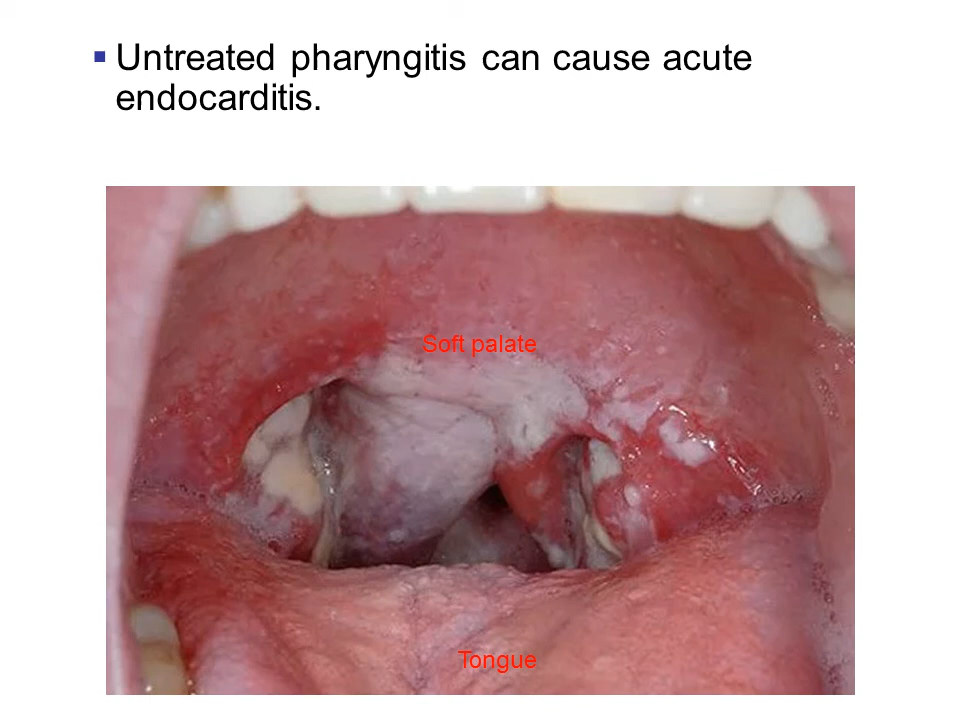 ▪ Untreated pharyngitis can cause acute
endocarditis.
Soft palate
Tongue